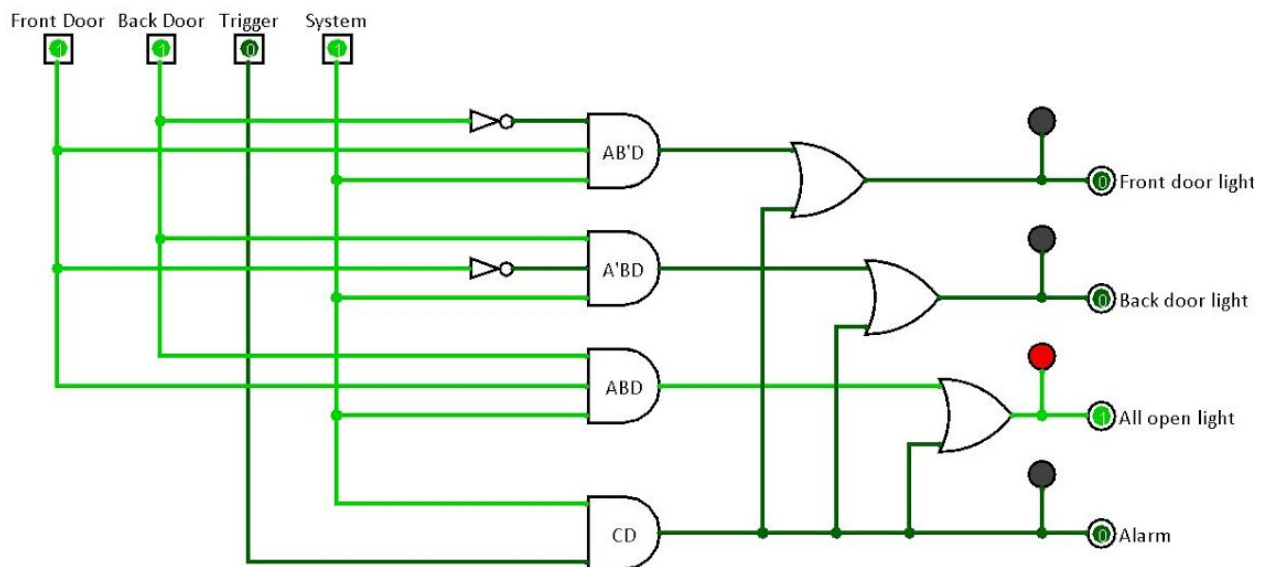 Front Door Back Door Trigger System
1 1 0 1
AB'D
0 Front door light
A'BD
0 Back door light
ABD
1 All open light
CD
0 Alarm